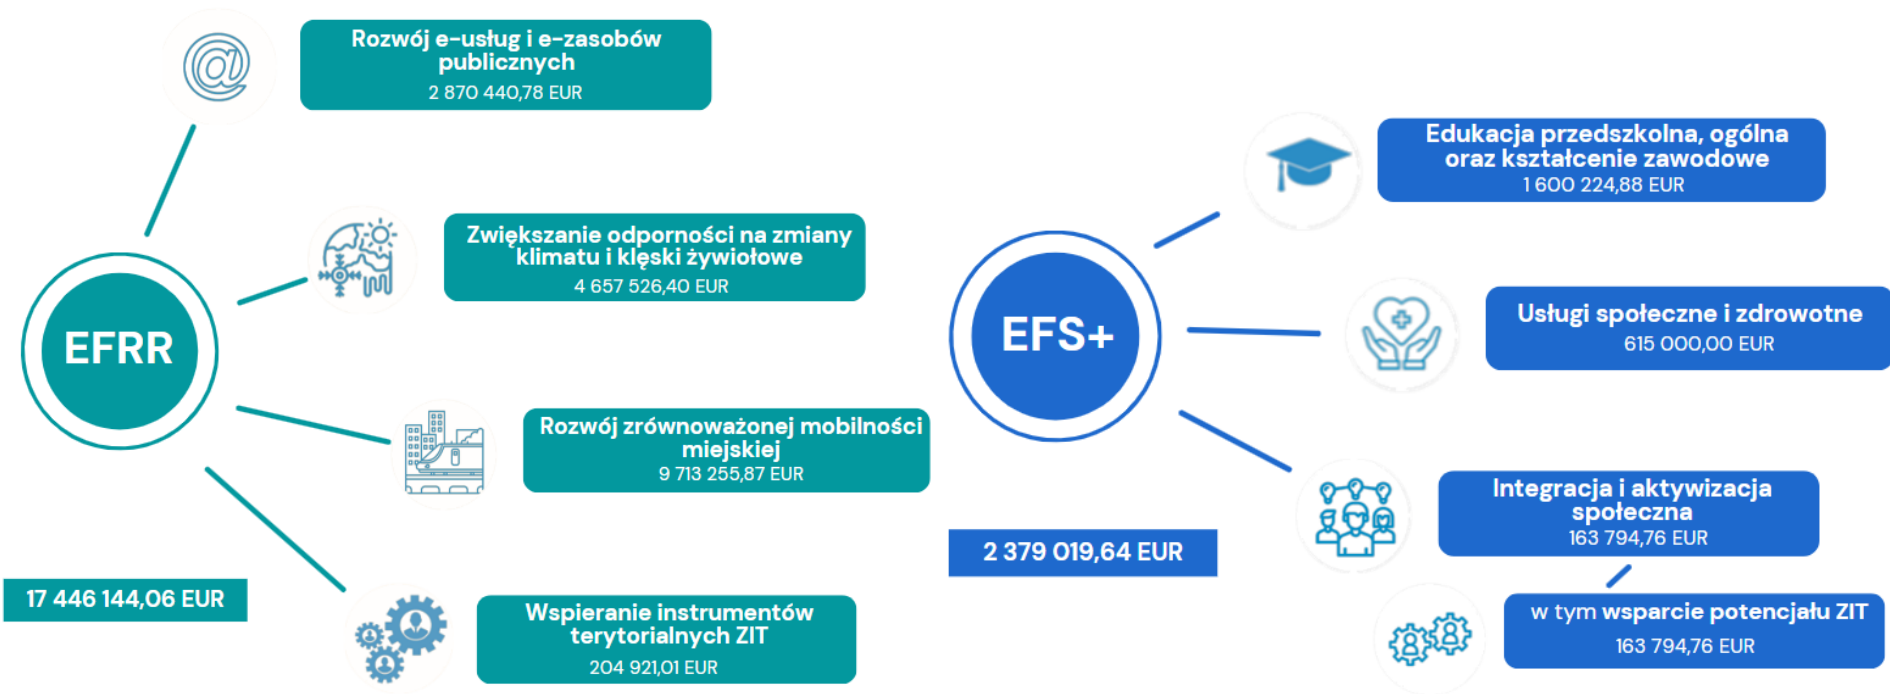 Rozwój e-usług i e-zasobów
publicznych
2 870 440,78 EUR
Zwiększanie odporności na zmiany
klimatu i klęski żywiołowe
4 657 526,40 EUR
EFRR
Rozwój zrównoważonej mobilności
miejskiej
9 713 255,87 EUR
17 446 144,06 EUR
Wspieranie instrumentów
terytorialnych ZIT
204 921,01 EUR
Edukacja przedszkolna, ogólna
oraz kształcenie zawodowe
1 600 224,88 EUR
EFS+
Usługi społeczne i zdrowotne
615 000,00 EUR
Integracja i aktywizacja
społeczna
163 794,76 EUR
2 379 019,64 EUR
w tym wsparcie potencjału ZIT
163 794,76 EUR